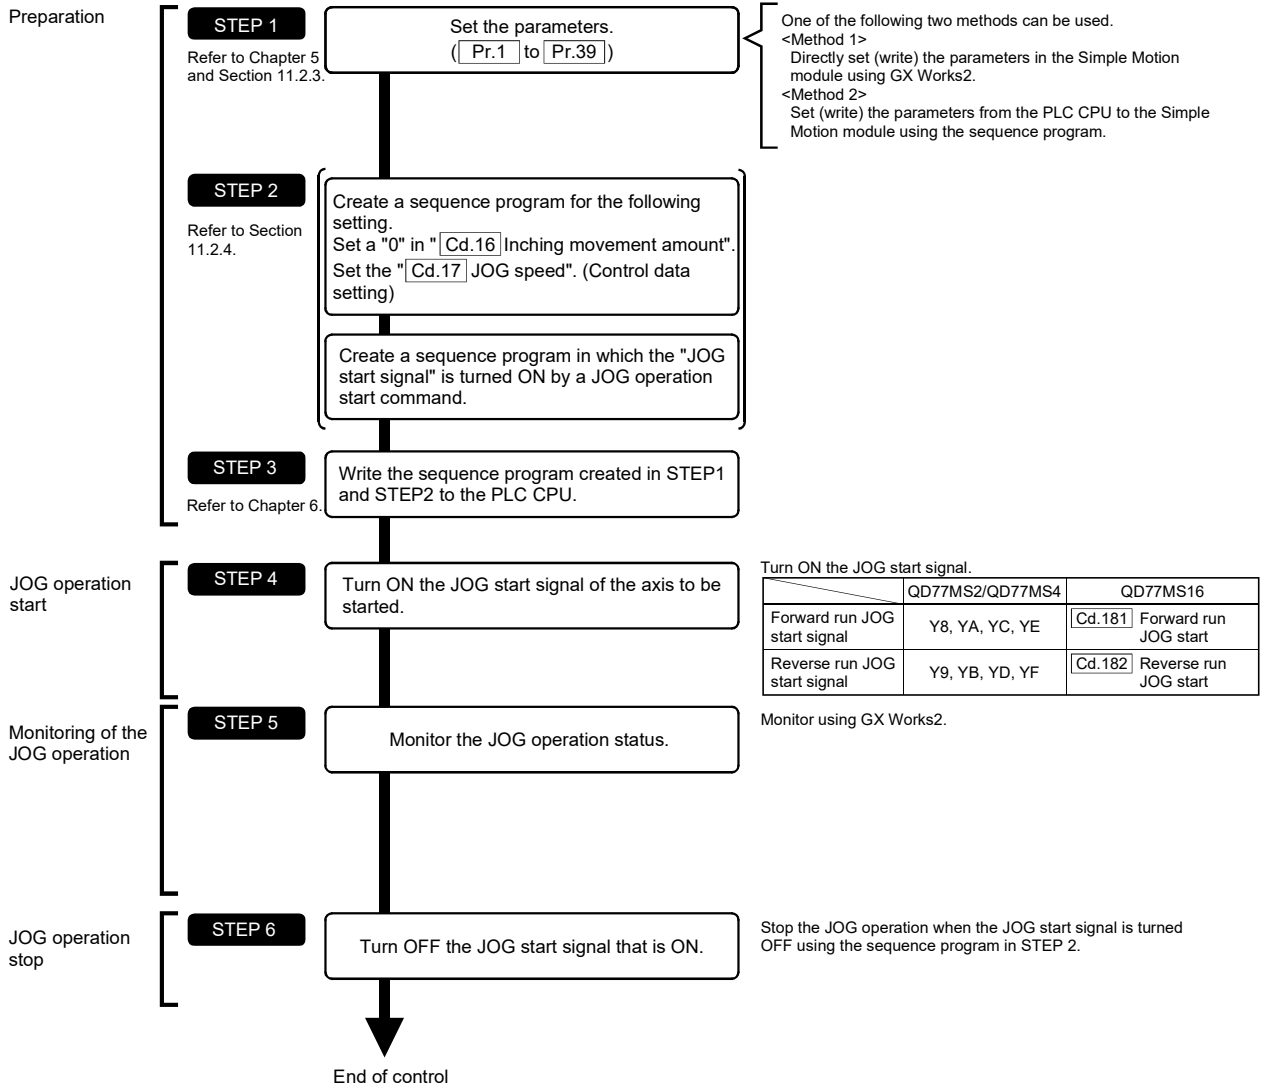 Preparation
STEP 1
Refer to Chapter 5
and Section 11.2.3.
Set the parameters.
( Pr.1 to Pr.39 )
One of the following two methods can be used.
<Method 1>
Directly set (write) the parameters in the Simple Motion
module using GX Works2.
<Method 2>
Set (write) the parameters from the PLC CPU to the Simple
Motion module using the sequence program.
STEP 2
Refer to Section
11.2.4.
Create a sequence program for the following
setting.
Set a "0" in " Cd.16 Inching movement amount".
Set the " Cd.17 JOG speed". (Control data
setting)
Create a sequence program in which the "JOG
start signal" is turned ON by a JOG operation
start command.
STEP 3
Refer to Chapter 6.
Write the sequence program created in STEP1
and STEP2 to the PLC CPU.
JOG operation
start
STEP 4
Turn ON the JOG start signal of the axis to be
started.
Turn ON the JOG start signal.
QD77MS2/QD77MS4 QD77MS16
Forward run JOG
start signal
Y8, YA, YC, YE
Cd.181 Forward run
JOG start
Reverse run JOG
start signal
Y9, YB, YD, YF
Cd.182 Reverse run
JOG start
Monitoring of the
JOG operation
STEP 5
Monitor the JOG operation status.
Monitor using GX Works2.
JOG operation
stop
STEP 6
Turn OFF the JOG start signal that is ON.
Stop the JOG operation when the JOG start signal is turned
OFF using the sequence program in STEP 2.
End of control